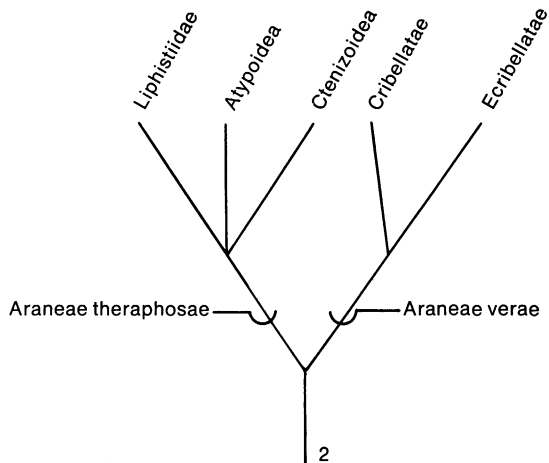 Liphistiidae
Atypoidea
Ctenizoidea
Cribellatae
Ecribellatae
Araneae theraphosae
Araneae verae
2